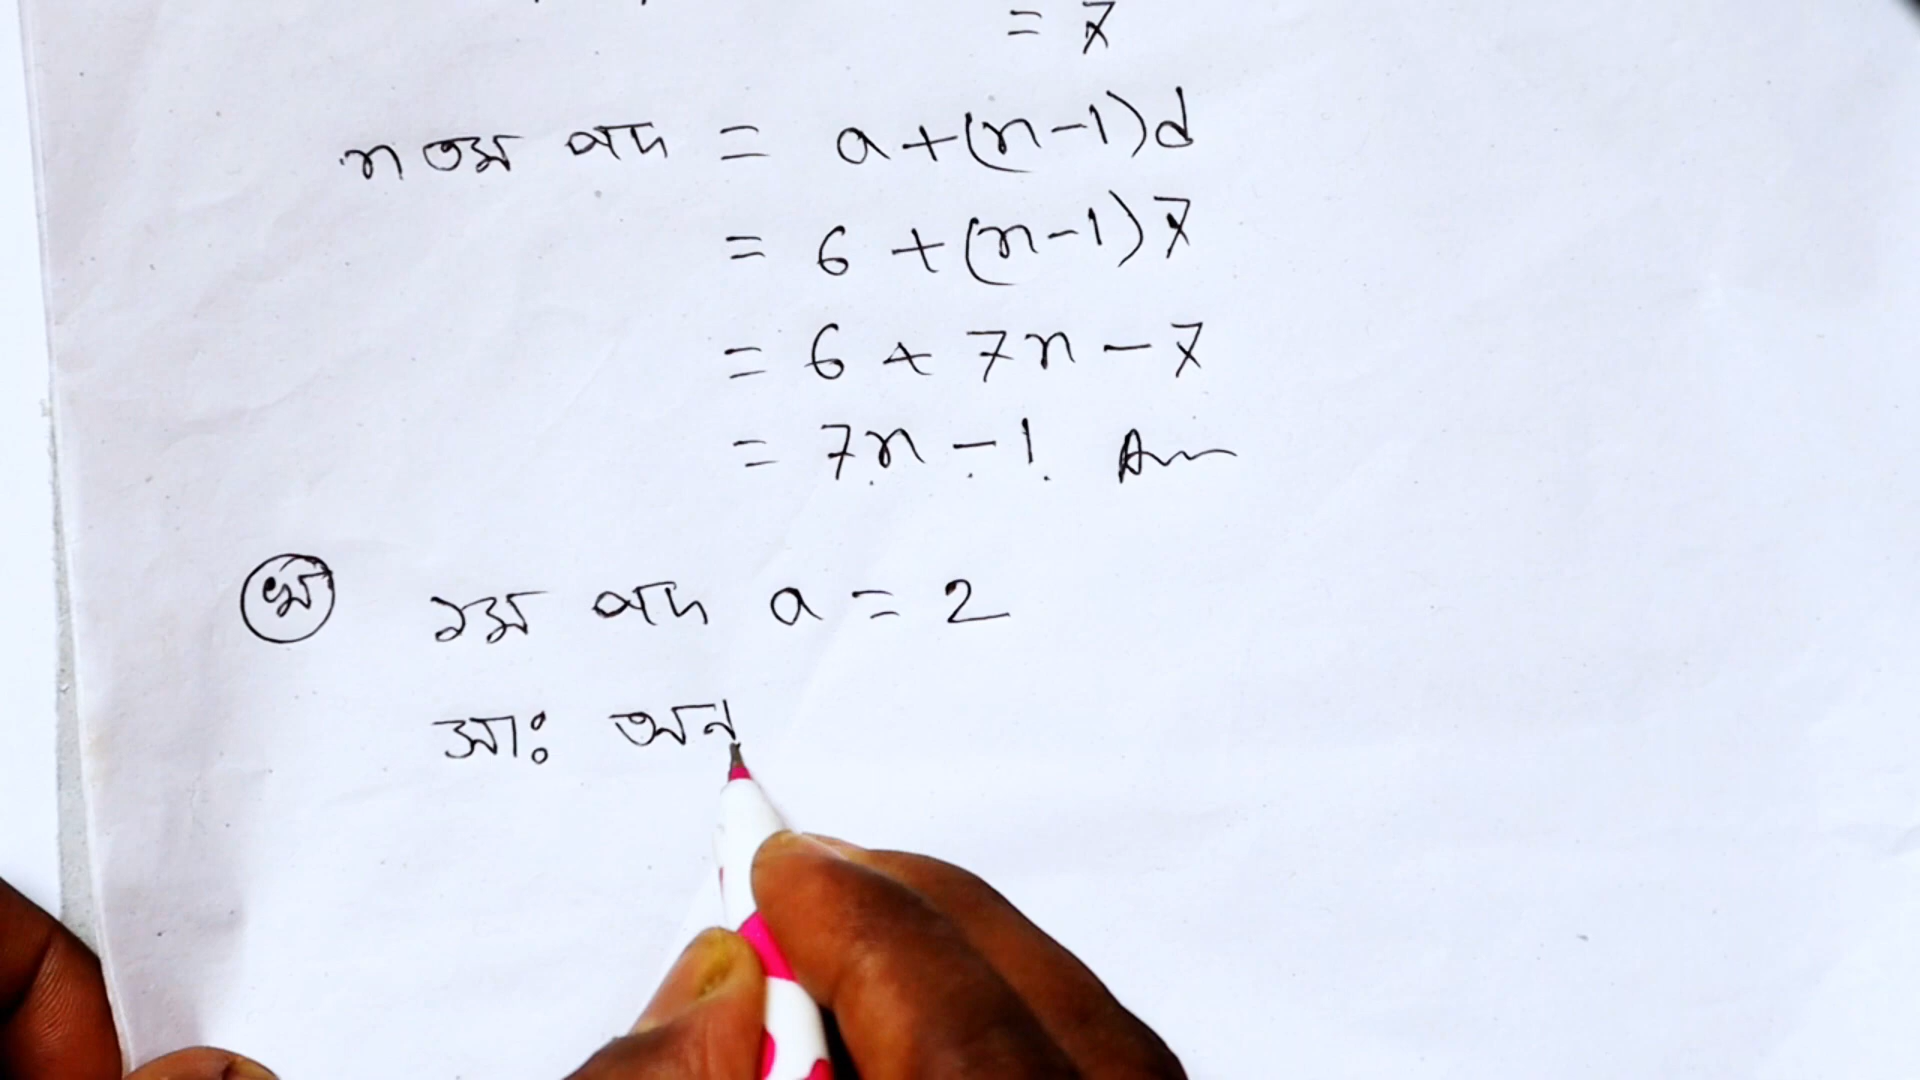 = 7
n তম পদ = a+(n-1)d
= 6 +(n-1)7
= 6 + 7n - 7
= 7n - 1. Ans
খ ১ম পদ a = 2
সাঃ অন